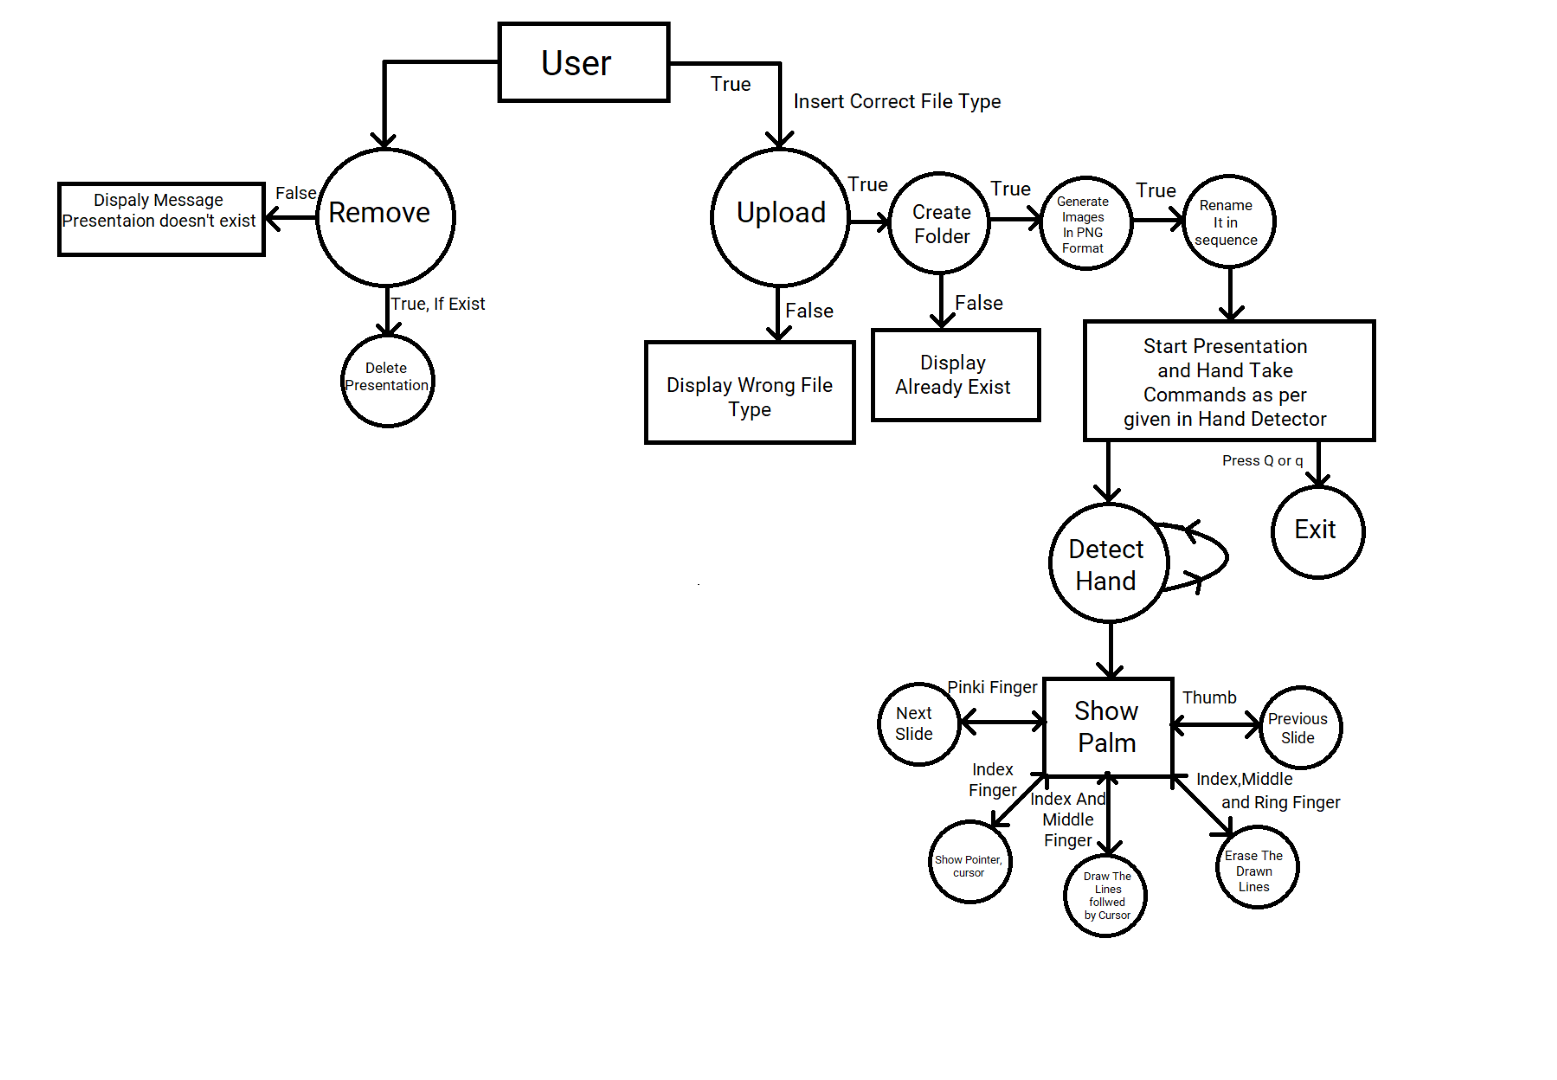 User
True
Insert Correct File Type
False
Dispaly Message
Presentaion doesn't exist
Remove
True, If Exist
Delete
Presentation
Upload
True
Create
Folder
True
Generate
Images
In PNG
Format
True
Rename
It in
sequence
False
Display Wrong File
Type
False
Display
Already Exist
Start Presentation
and Hand Take
Commands as per
given in Hand Detector
Press Q or q
Exit
Detect
Hand
Show
Palm
Pinki Finger
Next
Slide
Thumb
Previous
Slide
Index
Finger
Show Pointer,
cursor
Index And
Middle
Finger
Draw The
Lines
follwed
by Cursor
Index,Middle
and Ring Finger
Erase The
Drawn
Lines